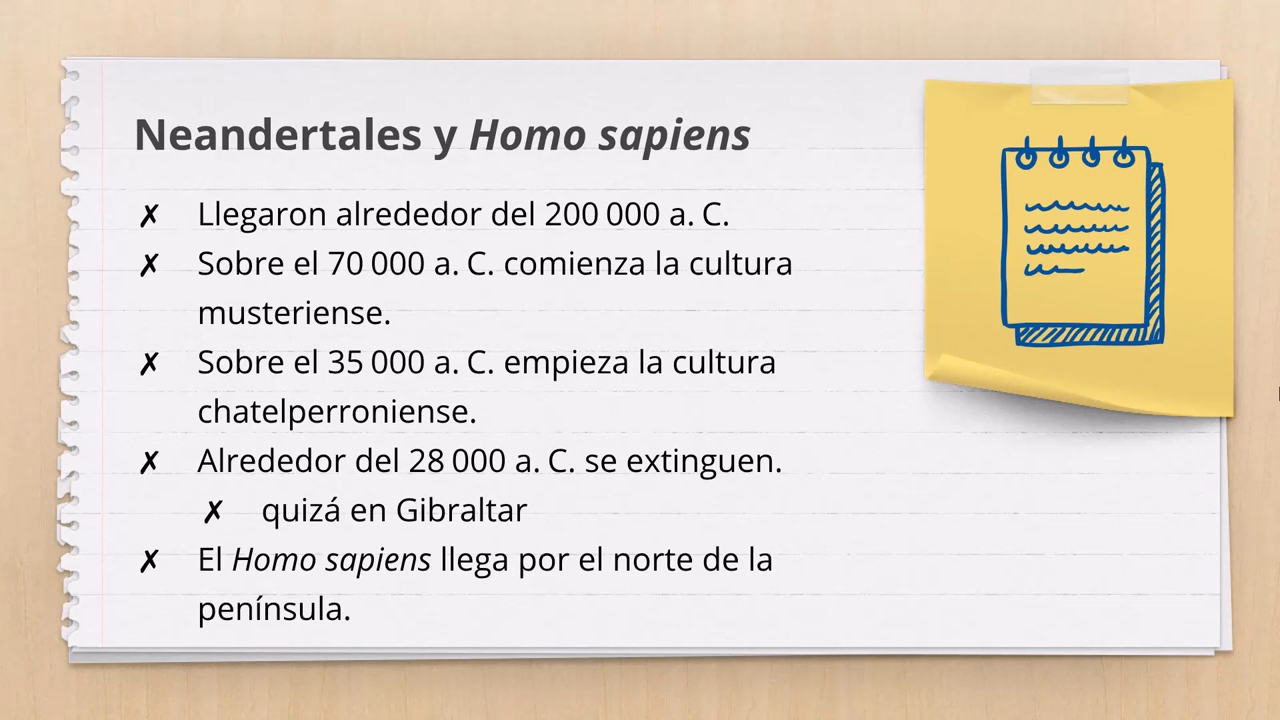 Neandertales y Homo sapiens
✗ Llegaron alrededor del 200 000 a. C.
✗ Sobre el 70 000 a. C. comienza la cultura
musteriense.
✗ Sobre el 35 000 a. C. empieza la cultura
chatelperroniense.
✗ Alrededor del 28 000 a. C. se extinguen.
✗ quizá en Gibraltar
✗ El Homo sapiens llega por el norte de la
península.